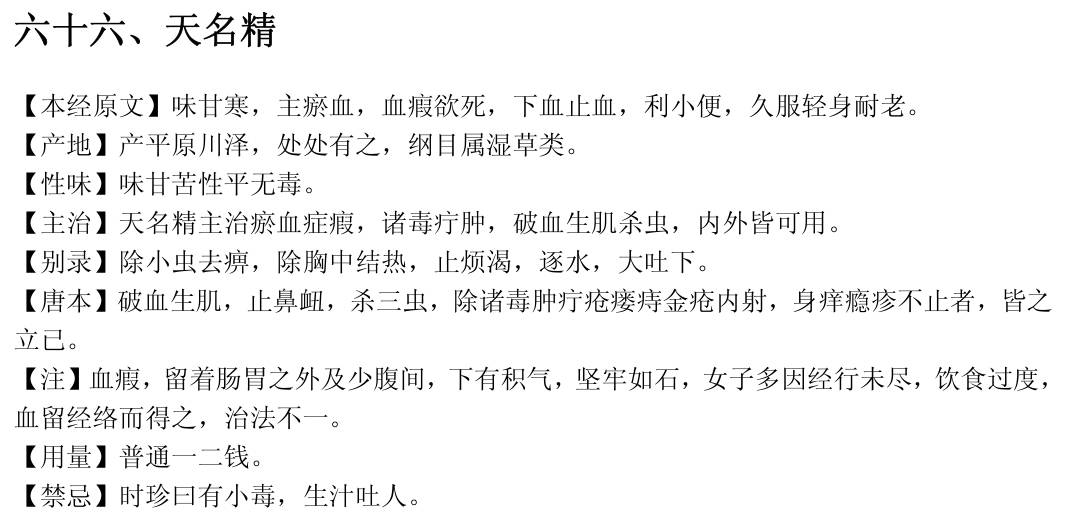 六十六、天名精
【本经原文】味甘寒，主瘀血，血瘕欲死，下血止血，利小便，久服轻身耐老。
【产地】产平原川泽，处处有之，纲目属湿草类。
【性味】味甘苦性平无毒。
【主治】天名精主治瘀血症瘕，诸毒疔肿，破血生肌杀虫，内外皆可用。
【别录】除小虫去痹，除胸中结热，止烦渴，逐水，大吐下。
【唐本】破血生肌，止鼻衄，杀三虫，除诸毒肿疔疮瘘痔金疮内射，身痒瘾疹不止者，皆之
立已。
【注】血瘕，留着肠胃之外及少腹间，下有积气，坚牢如石，女子多因经行未尽，饮食过度，
血留经络而得之，治法不一。
【用量】普通一二钱。
【禁忌】时珍曰有小毒，生汁吐人。